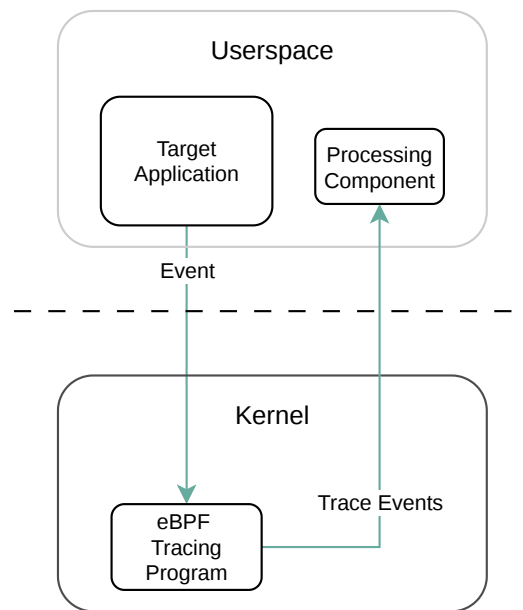 Userspace
Target
Application
Processing
Component
Event
Kernel
Trace Events
eBPF
Tracing
Program